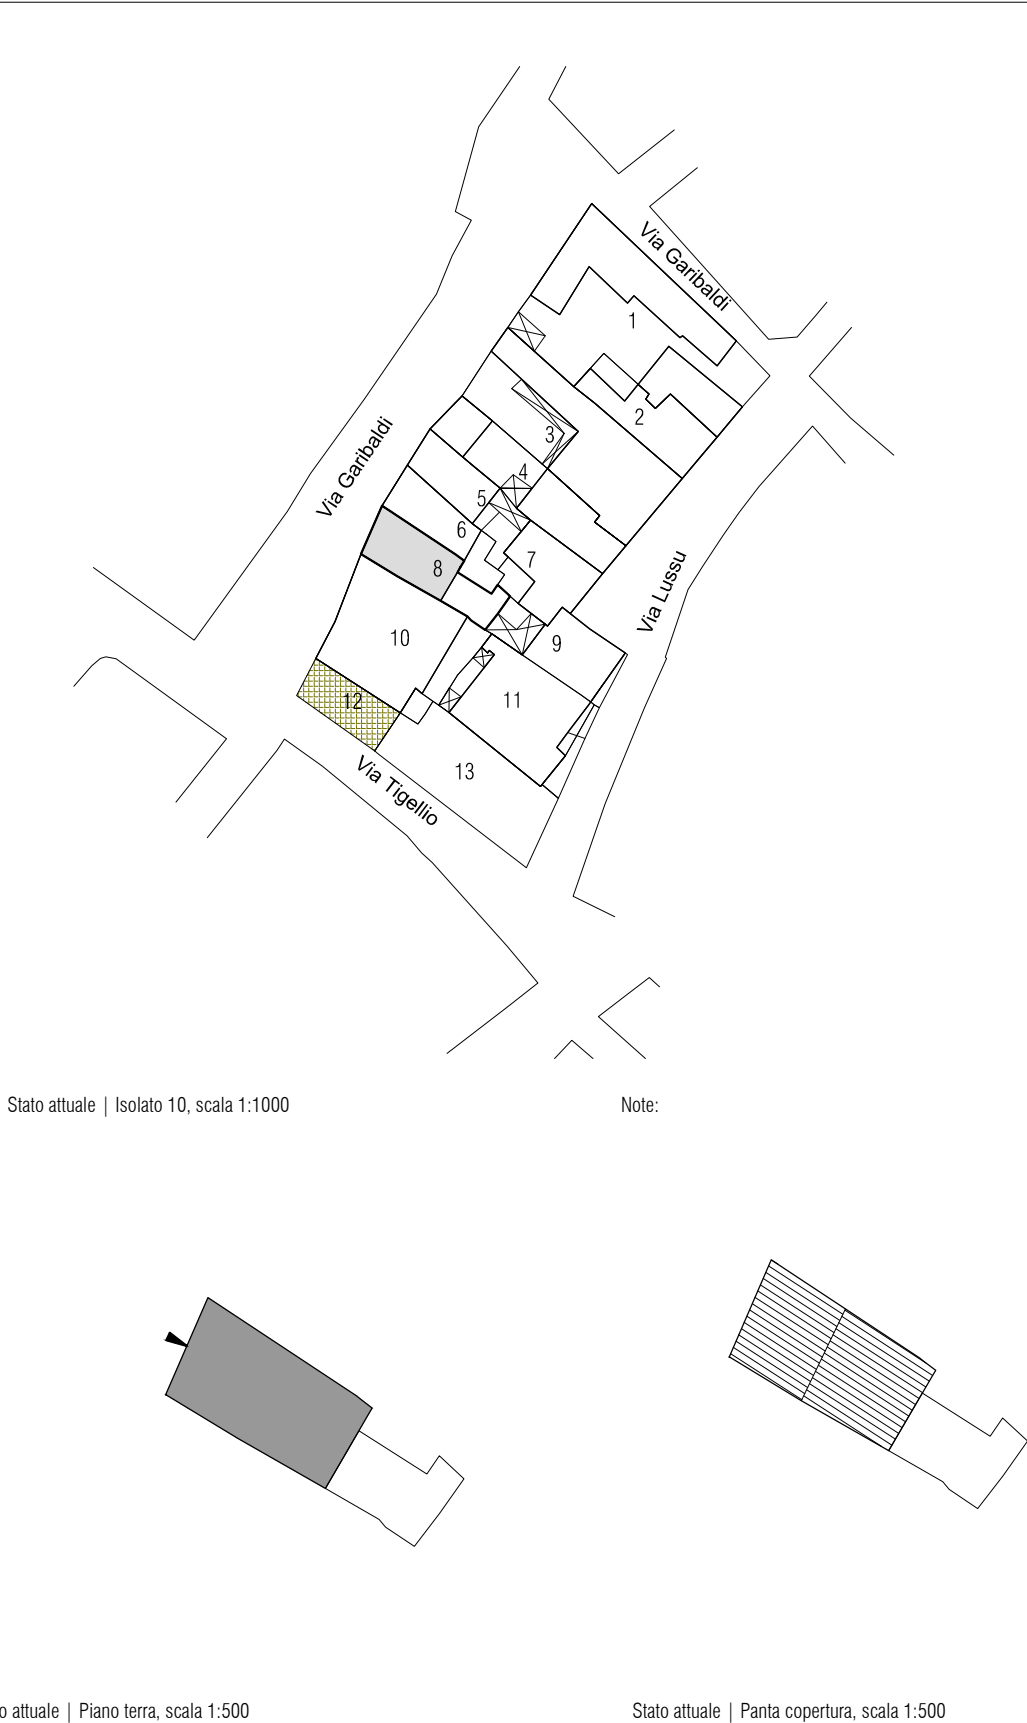 Via Garibaldi
1
2
3
Via Garibaldi
4
5
6
7
8
Via Lussu
9
10
11
12
13
Via Tigellio
Stato attuale | Isolato 10, scala 1:1000
Note:
o attuale | Piano terra, scala 1:500
Stato attuale | Panta copertura, scala 1:500